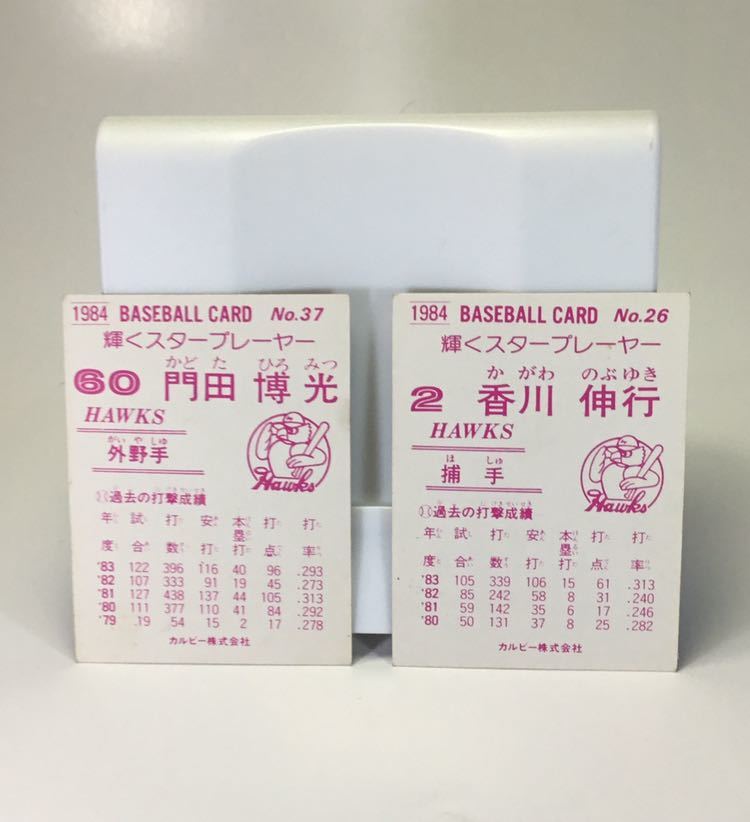 1984 BASEBALL CARD No.37
輝くスタープレーヤー
かどた ひろみつ
60 門田 博光
HAWKS
がいやしゅ
外野手
Hawks
過去の打撃成績
年度 試合 打数 安打 本塁打 打点 打率
'83 122 396 116 40 96 .293
'82 107 333 91 19 45 .273
'81 127 438 137 44 105 .313
'80 111 377 110 41 84 .292
'79 .19 54 15 2 17 .278
カルビー株式会社
1984 BASEBALL CARD No.26
輝くスタープレーヤー
かがわ のぶゆき
2 香川 伸行
HAWKS
ほしゅ
捕手
Hawks
過去の打撃成績
年度 試合 打数 安打 本塁打 打点 打率
'83 105 339 106 15 61 .313
'82 85 242 58 8 31 .240
'81 59 142 35 6 17 .246
'80 50 131 37 8 25 .282
カルビー株式会社